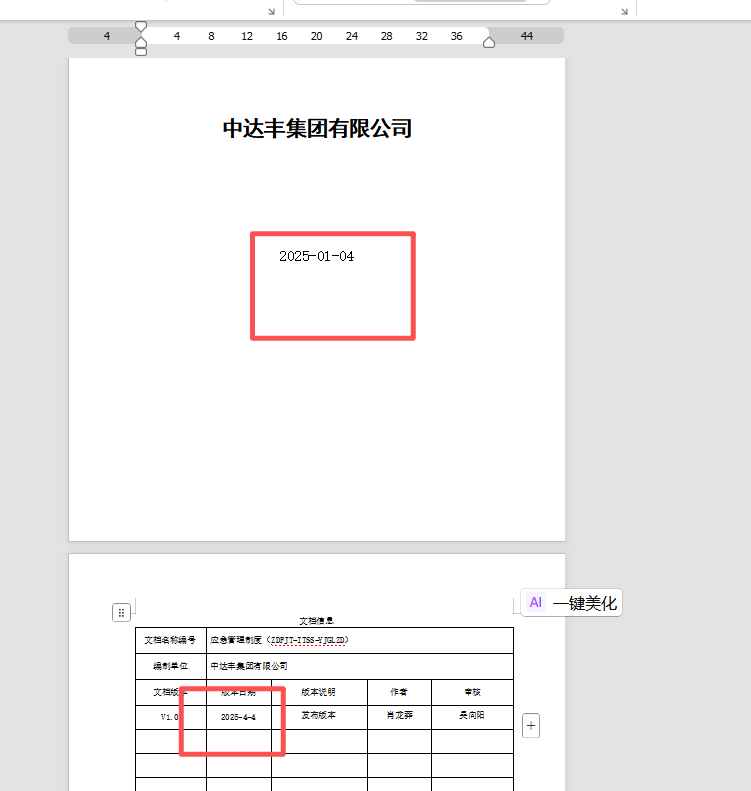 4 4 8 12 16 20 24 28 32 36 44
中达丰集团有限公司
2025-01-04
AI 一键美化
文档信息
文档名称编号 应急管理制度（ZDFJT-ITSS-YJGLZD）
编制单位 中达丰集团有限公司
文档版本 版本日期 版本说明 作者 审核
V1.0 2025-4-4 发布版本 肖龙莽 吴向阳